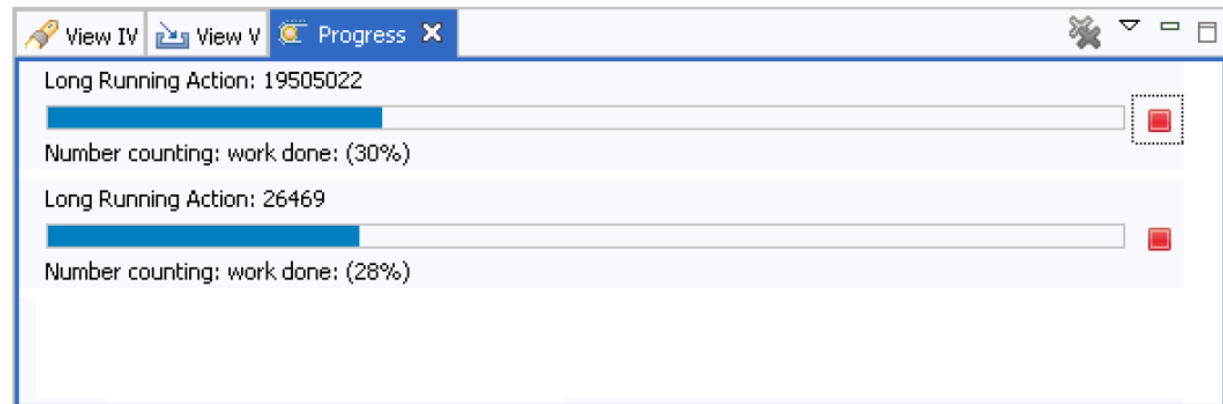 View IV View V Progress
Long Running Action: 19505022
Number counting: work done: (30%)
Long Running Action: 26469
Number counting: work done: (28%)